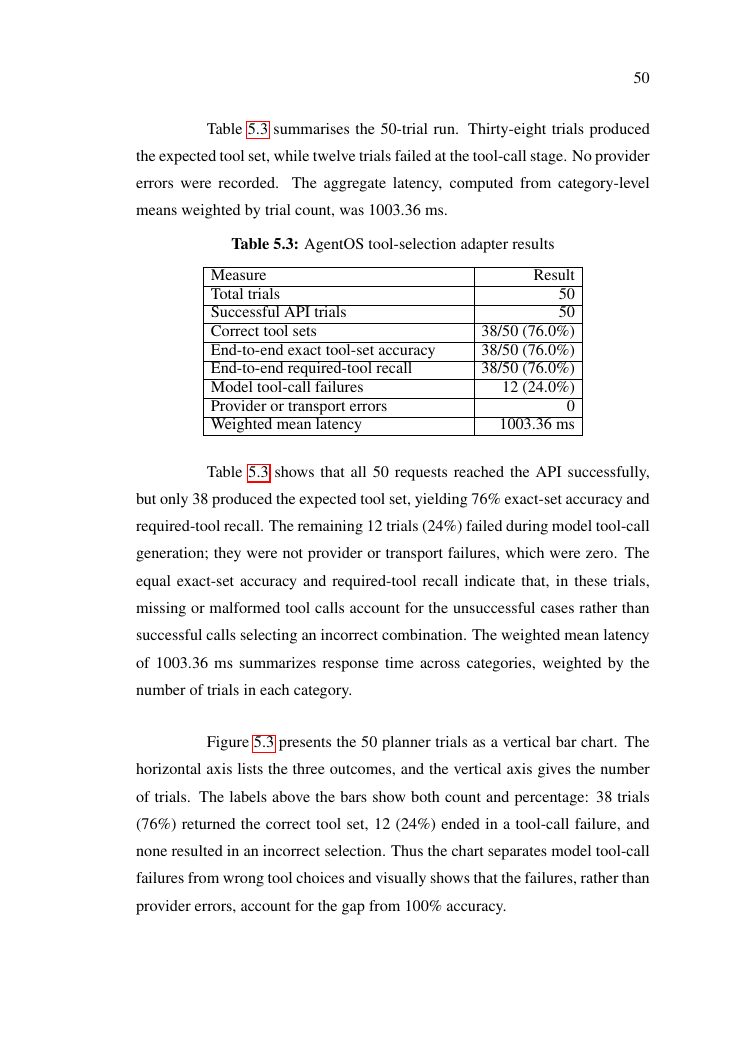 50
Table 5.3 summarises the 50-trial run. Thirty-eight trials produced
the expected tool set, while twelve trials failed at the tool-call stage. No provider
errors were recorded. The aggregate latency, computed from category-level
means weighted by trial count, was 1003.36 ms.
Table 5.3: AgentOS tool-selection adapter results
Measure Result
Total trials 50
Successful API trials 50
Correct tool sets 38/50 (76.0%)
End-to-end exact tool-set accuracy 38/50 (76.0%)
End-to-end required-tool recall 38/50 (76.0%)
Model tool-call failures 12 (24.0%)
Provider or transport errors 0
Weighted mean latency 1003.36 ms
Table 5.3 shows that all 50 requests reached the API successfully,
but only 38 produced the expected tool set, yielding 76% exact-set accuracy and
required-tool recall. The remaining 12 trials (24%) failed during model tool-call
generation; they were not provider or transport failures, which were zero. The
equal exact-set accuracy and required-tool recall indicate that, in these trials,
missing or malformed tool calls account for the unsuccessful cases rather than
successful calls selecting an incorrect combination. The weighted mean latency
of 1003.36 ms summarizes response time across categories, weighted by the
number of trials in each category.
Figure 5.3 presents the 50 planner trials as a vertical bar chart. The
horizontal axis lists the three outcomes, and the vertical axis gives the number
of trials. The labels above the bars show both count and percentage: 38 trials
(76%) returned the correct tool set, 12 (24%) ended in a tool-call failure, and
none resulted in an incorrect selection. Thus the chart separates model tool-call
failures from wrong tool choices and visually shows that the failures, rather than
provider errors, account for the gap from 100% accuracy.